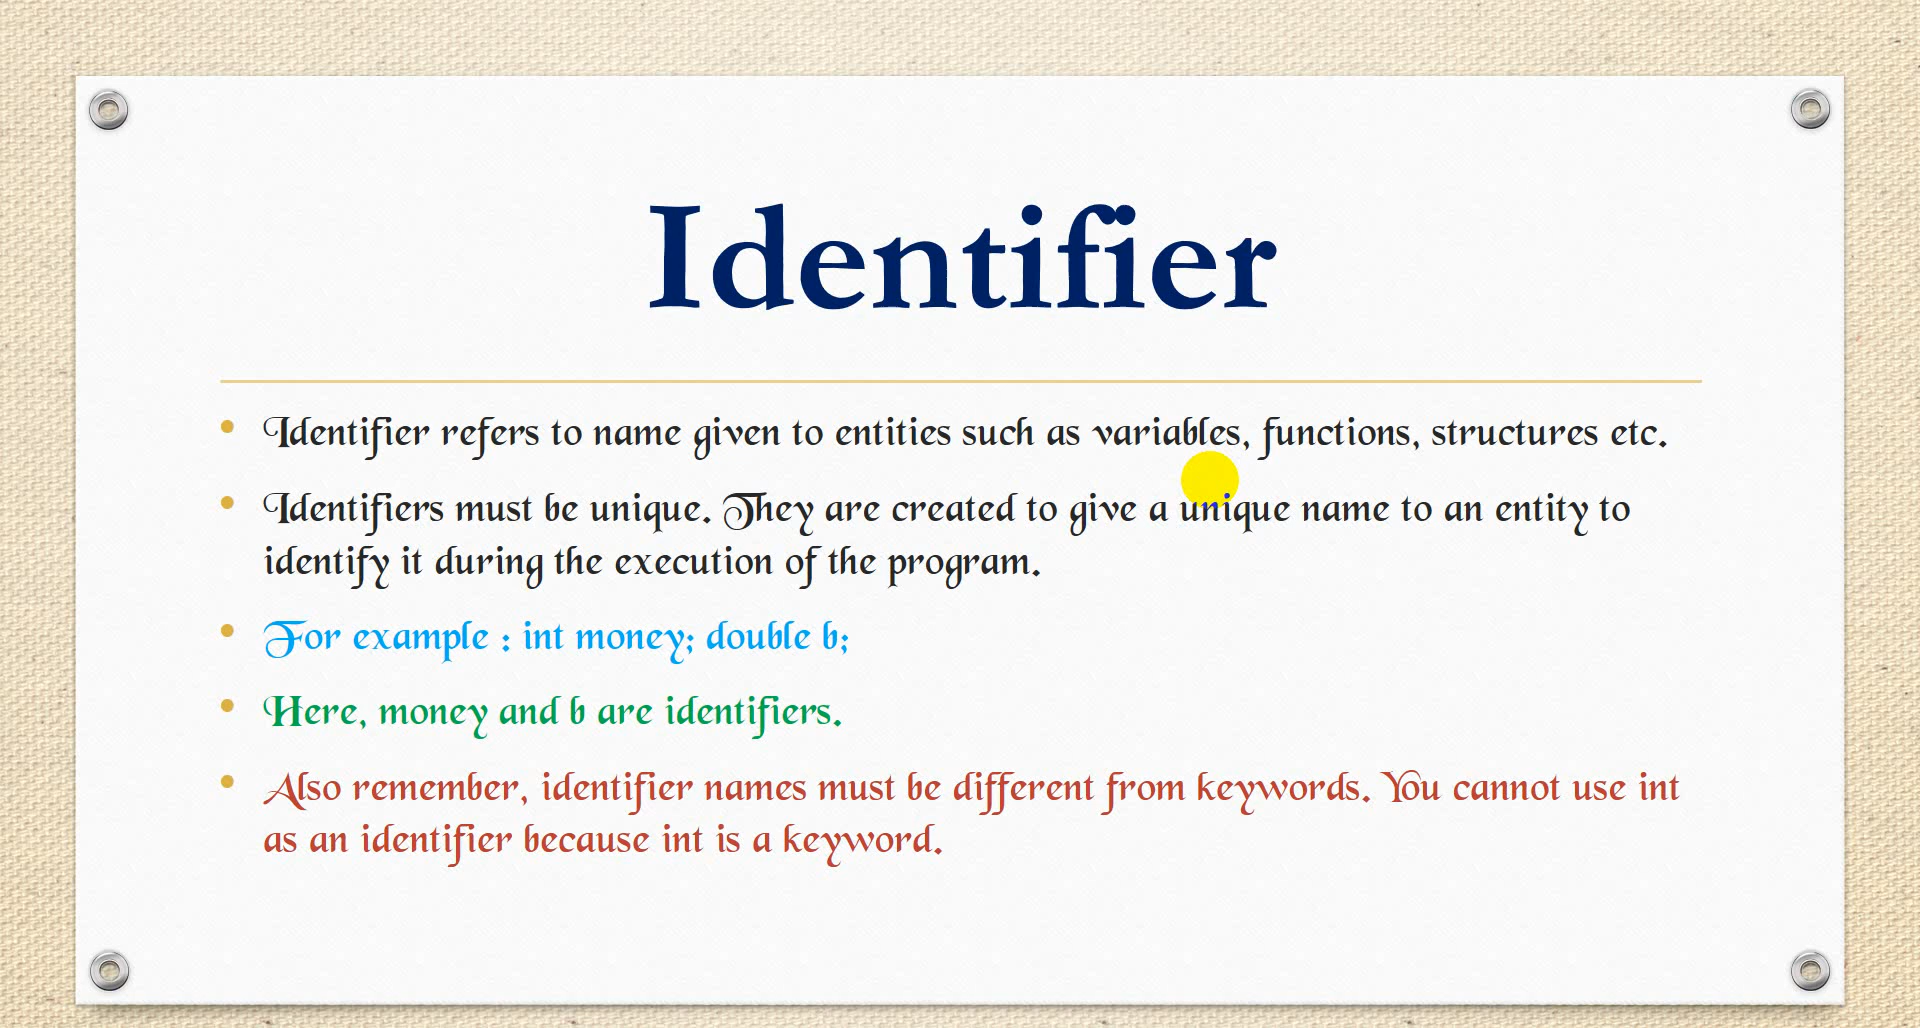 Identifier
Identifier refers to name given to entities such as variables, functions, structures etc.
Identifiers must be unique. They are created to give a unique name to an entity to
identify it during the execution of the program.
For example : int money; double b;
Here, money and b are identifiers.
Also remember, identifier names must be different from keywords. You cannot use int
as an identifier because int is a keyword.